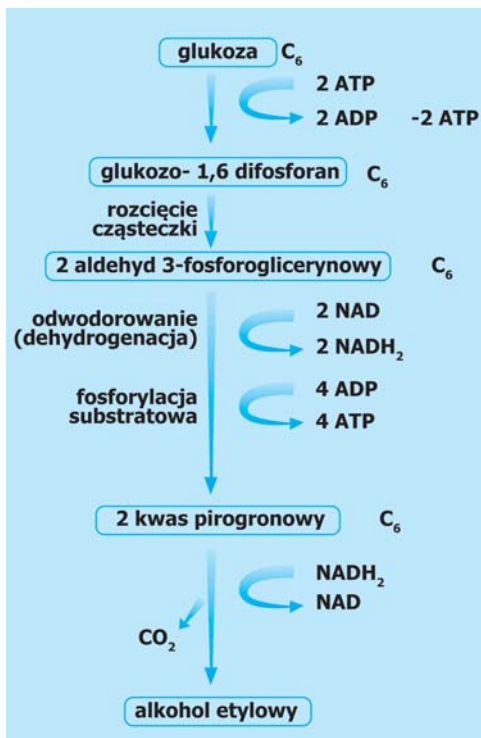 glukoza C₆
2 ATP
2 ADP -2 ATP
glukozo- 1,6 difosforan C₆
rozcięcie
cząsteczki
2 aldehyd 3-fosforoglicerynowy C₆
odwodorowanie
(dehydrogenacja)
2 NAD
2 NADH₂
fosforylacja
substratowa
4 ADP
4 ATP
2 kwas pirogronowy C₆
NADH₂
NAD
CO₂
alkohol etylowy